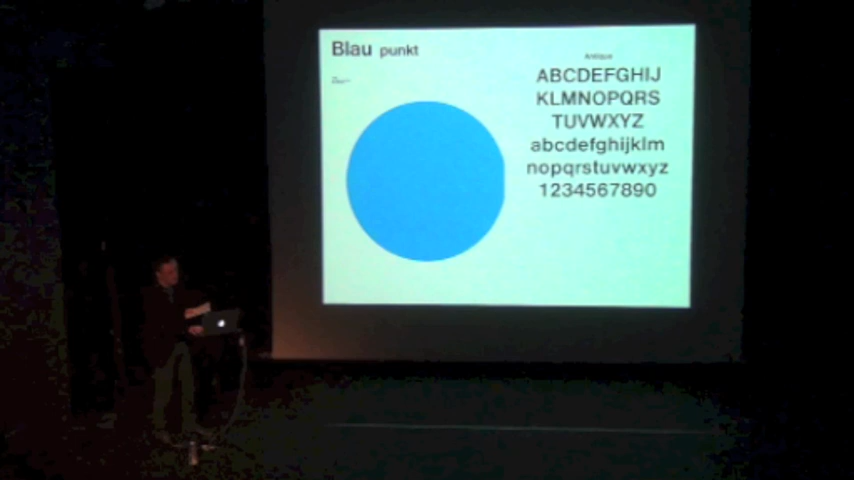 Blau punkt
Antique
ABCDEFGHIJ
KLMNOPQRS
TUVWXYZ
abcdefghijklm
nopqrstuvwxyz
1234567890